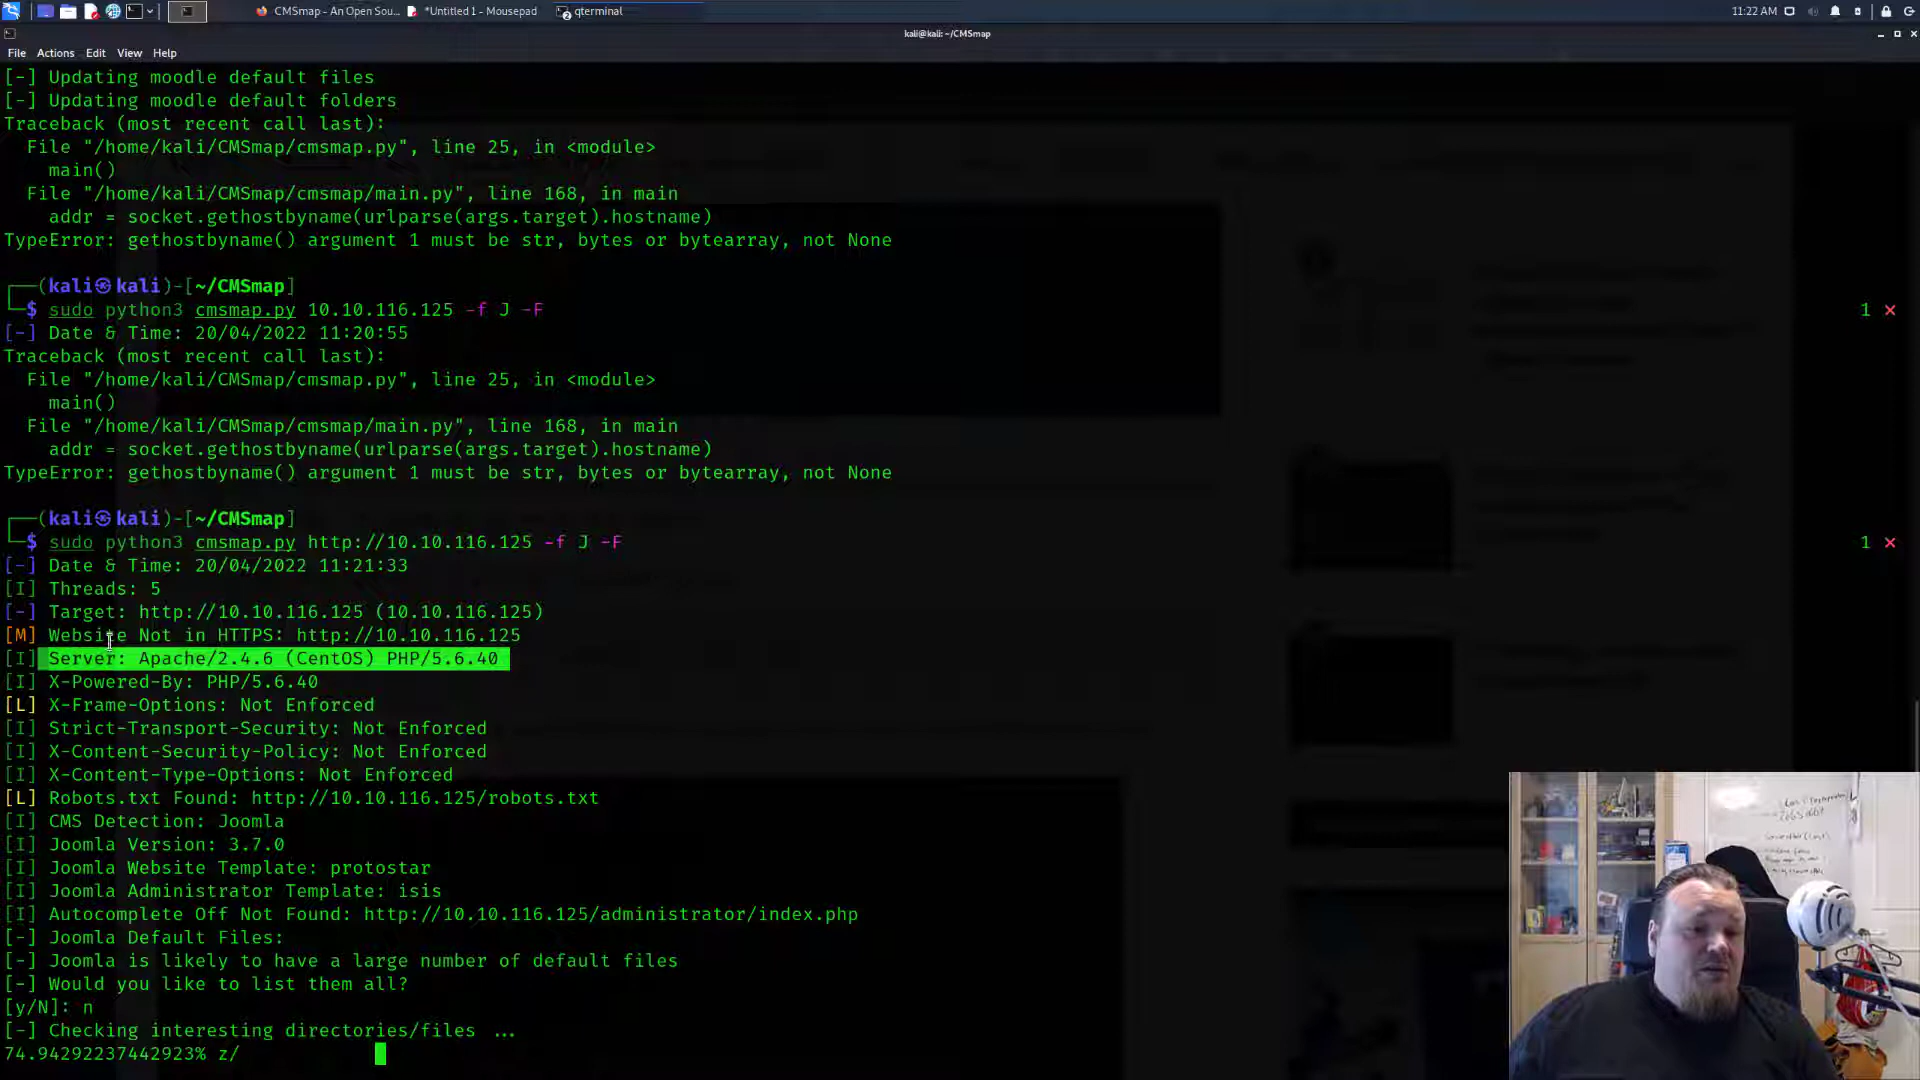 CMSmap - An Open Sou...
*Untitled 1 - Mousepad
qterminal
11:22 AM
kali@kali: ~/CMSmap
File Actions Edit View Help
[-] Updating moodle default files
[-] Updating moodle default folders
Traceback (most recent call last):
File "/home/kali/CMSmap/cmsmap.py", line 25, in <module>
main()
File "/home/kali/CMSmap/cmsmap/main.py", line 168, in main
addr = socket.gethostbyname(urlparse(args.target).hostname)
TypeError: gethostbyname() argument 1 must be str, bytes or bytearray, not None
┌──(kali㉿kali)-[~/CMSmap]
└─$ sudo python3 cmsmap.py 10.10.116.125 -f J -F 1 ⨯
[-] Date & Time: 20/04/2022 11:20:55
Traceback (most recent call last):
File "/home/kali/CMSmap/cmsmap.py", line 25, in <module>
main()
File "/home/kali/CMSmap/cmsmap/main.py", line 168, in main
addr = socket.gethostbyname(urlparse(args.target).hostname)
TypeError: gethostbyname() argument 1 must be str, bytes or bytearray, not None
┌──(kali㉿kali)-[~/CMSmap]
└─$ sudo python3 cmsmap.py http://10.10.116.125 -f J -F 1 ⨯
[-] Date & Time: 20/04/2022 11:21:33
[I] Threads: 5
[-] Target: http://10.10.116.125 (10.10.116.125)
[M] Website Not in HTTPS: http://10.10.116.125
[I] Server: Apache/2.4.6 (CentOS) PHP/5.6.40
[I] X-Powered-By: PHP/5.6.40
[L] X-Frame-Options: Not Enforced
[I] Strict-Transport-Security: Not Enforced
[I] X-Content-Security-Policy: Not Enforced
[I] X-Content-Type-Options: Not Enforced
[L] Robots.txt Found: http://10.10.116.125/robots.txt
[I] CMS Detection: Joomla
[I] Joomla Version: 3.7.0
[I] Joomla Website Template: protostar
[I] Joomla Administrator Template: isis
[I] Autocomplete Off Not Found: http://10.10.116.125/administrator/index.php
[-] Joomla Default Files:
[-] Joomla is likely to have a large number of default files
[-] Would you like to list them all?
[y/N]: n
[-] Checking interesting directories/files ...
74.94292237442923% z/